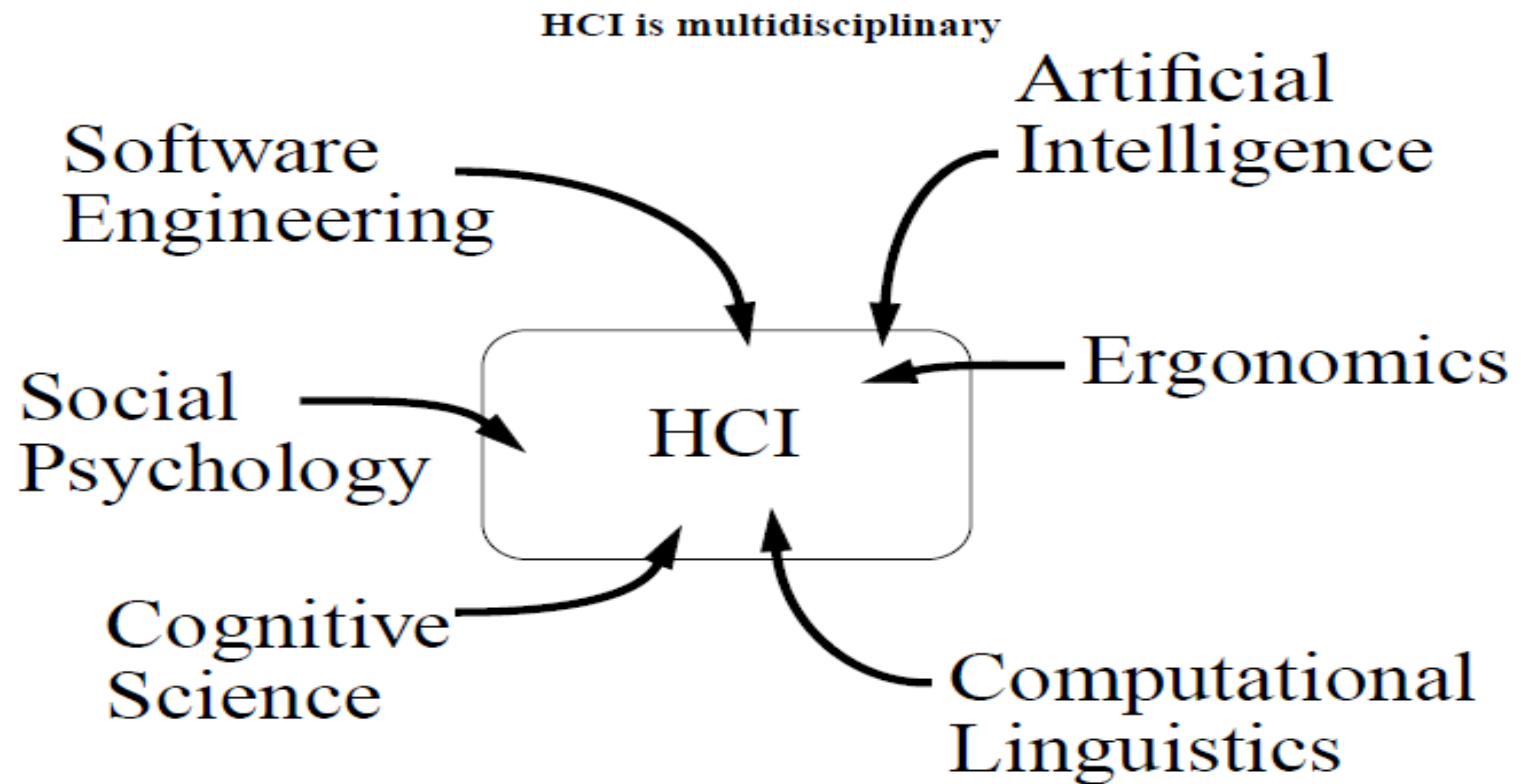 HCI is multidisciplinary
Software
Engineering
Artificial
Intelligence
Social
Psychology
HCI
Ergonomics
Cognitive
Science
Computational
Linguistics